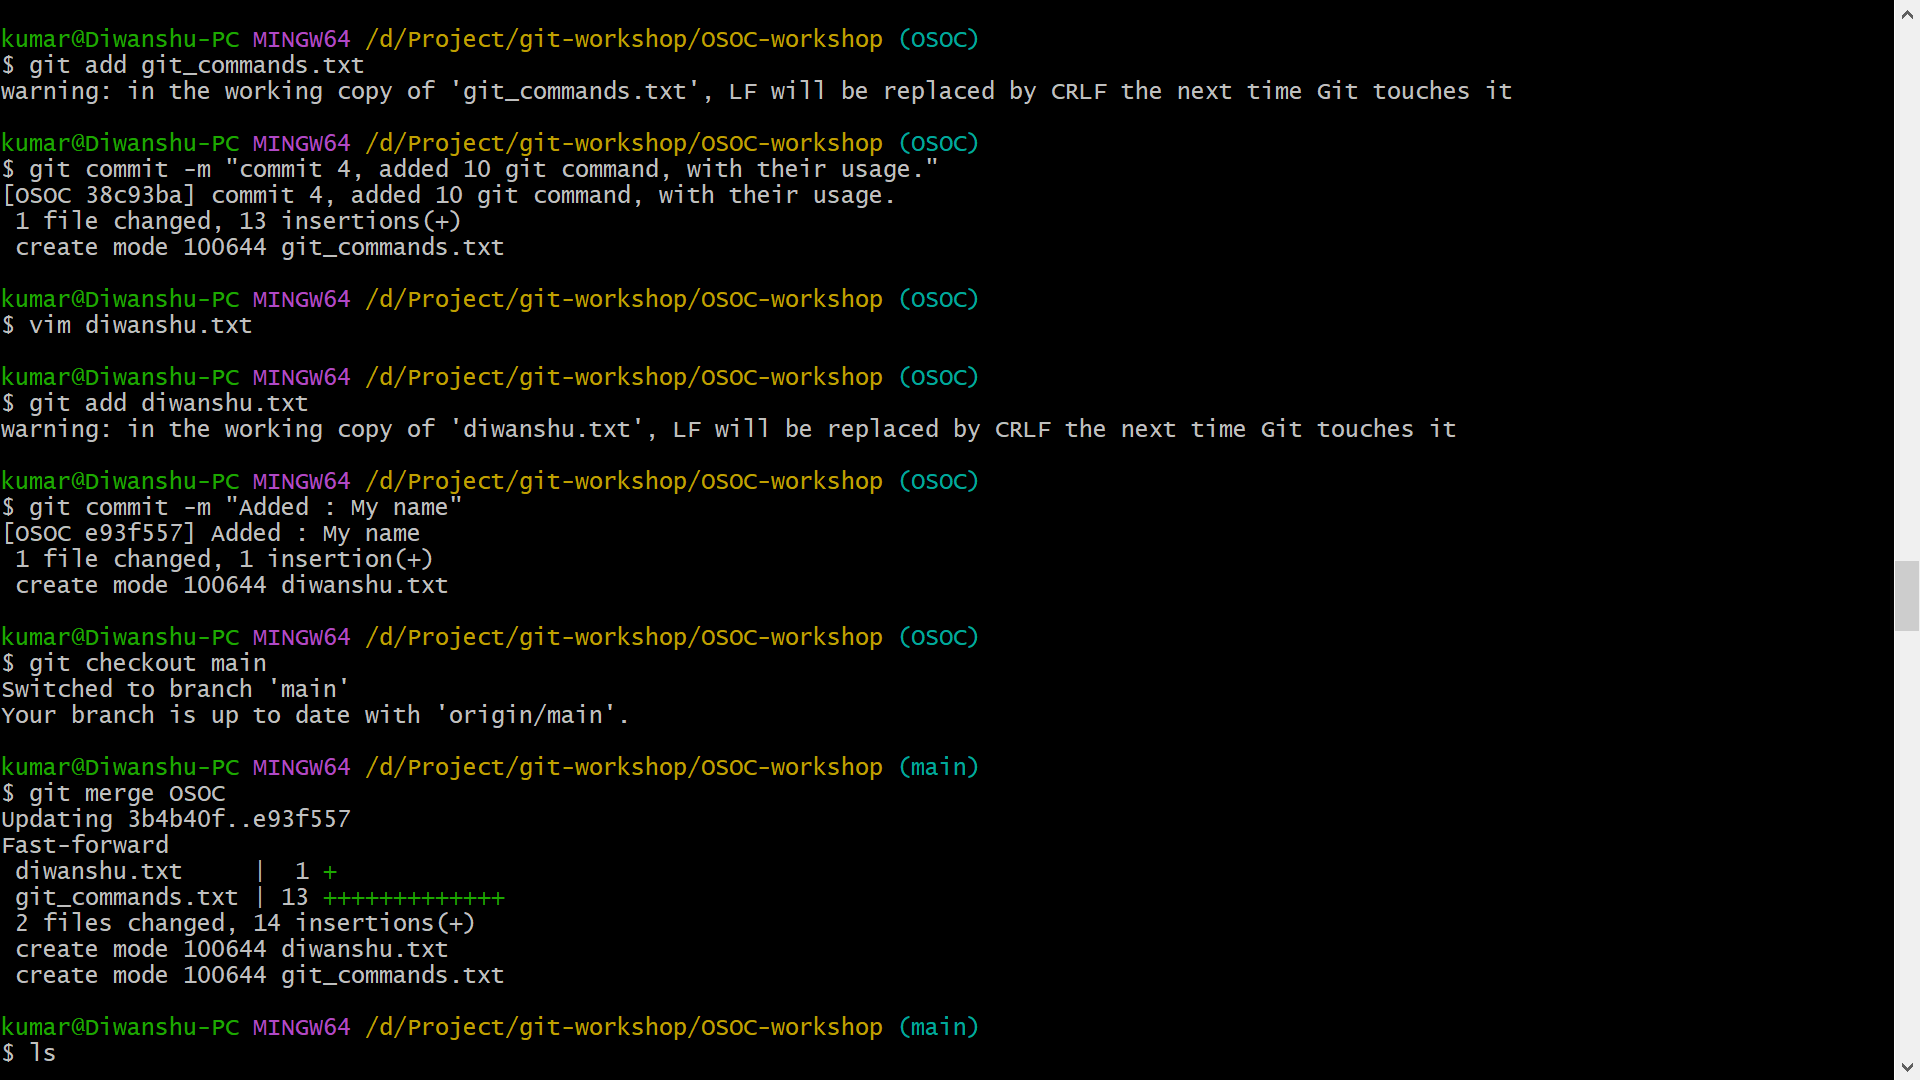 kumar@Diwanshu-PC MINGW64 /d/Project/git-workshop/OSOC-workshop (OSOC)
$ git add git_commands.txt
warning: in the working copy of 'git_commands.txt', LF will be replaced by CRLF the next time Git touches it
kumar@Diwanshu-PC MINGW64 /d/Project/git-workshop/OSOC-workshop (OSOC)
$ git commit -m "commit 4, added 10 git command, with their usage."
[OSOC 38c93ba] commit 4, added 10 git command, with their usage.
 1 file changed, 13 insertions(+)
 create mode 100644 git_commands.txt
kumar@Diwanshu-PC MINGW64 /d/Project/git-workshop/OSOC-workshop (OSOC)
$ vim diwanshu.txt
kumar@Diwanshu-PC MINGW64 /d/Project/git-workshop/OSOC-workshop (OSOC)
$ git add diwanshu.txt
warning: in the working copy of 'diwanshu.txt', LF will be replaced by CRLF the next time Git touches it
kumar@Diwanshu-PC MINGW64 /d/Project/git-workshop/OSOC-workshop (OSOC)
$ git commit -m "Added : My name"
[OSOC e93f557] Added : My name
 1 file changed, 1 insertion(+)
 create mode 100644 diwanshu.txt
kumar@Diwanshu-PC MINGW64 /d/Project/git-workshop/OSOC-workshop (OSOC)
$ git checkout main
Switched to branch 'main'
Your branch is up to date with 'origin/main'.
kumar@Diwanshu-PC MINGW64 /d/Project/git-workshop/OSOC-workshop (main)
$ git merge OSOC
Updating 3b4b40f..e93f557
Fast-forward
 diwanshu.txt     |  1 +
 git_commands.txt | 13 +++++++++++++
 2 files changed, 14 insertions(+)
 create mode 100644 diwanshu.txt
 create mode 100644 git_commands.txt
kumar@Diwanshu-PC MINGW64 /d/Project/git-workshop/OSOC-workshop (main)
$ ls